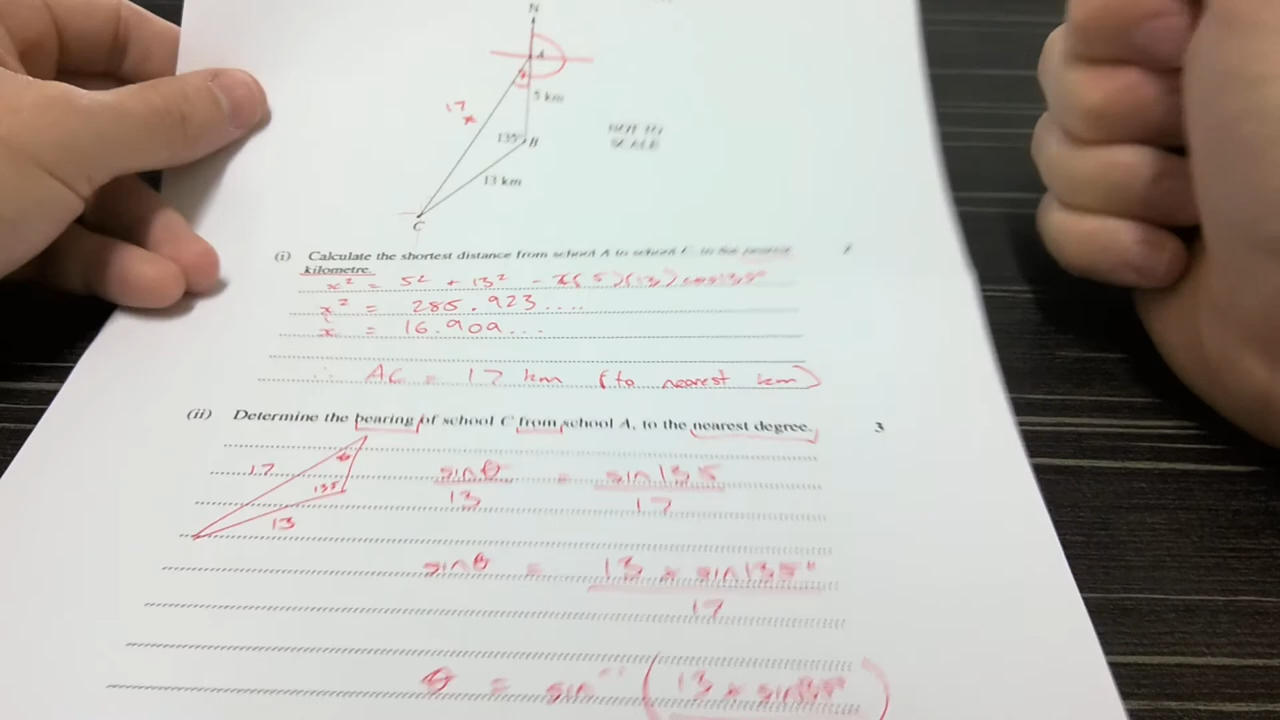 N
A
5 km
17
NOT TO
SCALE
135° B
13 km
C
(i) Calculate the shortest distance from school A to school C, to the nearest 2
kilometre.
x² = 5² + 13² - 2(5)(13) cos135°
x² = 285.923....
x = 16.909...
∴ AC = 17 km (to nearest km)
(ii) Determine the bearing of school C from school A, to the nearest degree. 3
17
135
13
sinθ = sin135
13 17
sinθ = 13 × sin135°
17
θ = sin⁻¹ (13 × sin135°)